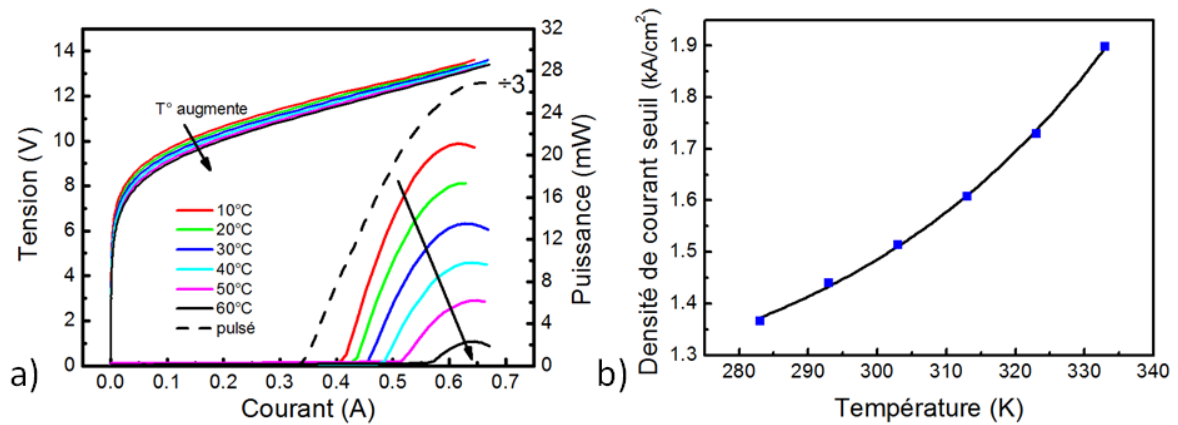 a)
Tension (V)
14
12
10
8
6
4
2
0
T° augmente
10°C
20°C
30°C
40°C
50°C
60°C
pulsé
÷3
32
28
24
20
16
12
8
4
0
Puissance (mW)
0.0 0.1 0.2 0.3 0.4 0.5 0.6 0.7
Courant (A)
b)
Densité de courant seuil (kA/cm²)
1.9
1.8
1.7
1.6
1.5
1.4
1.3
280 290 300 310 320 330 340
Température (K)